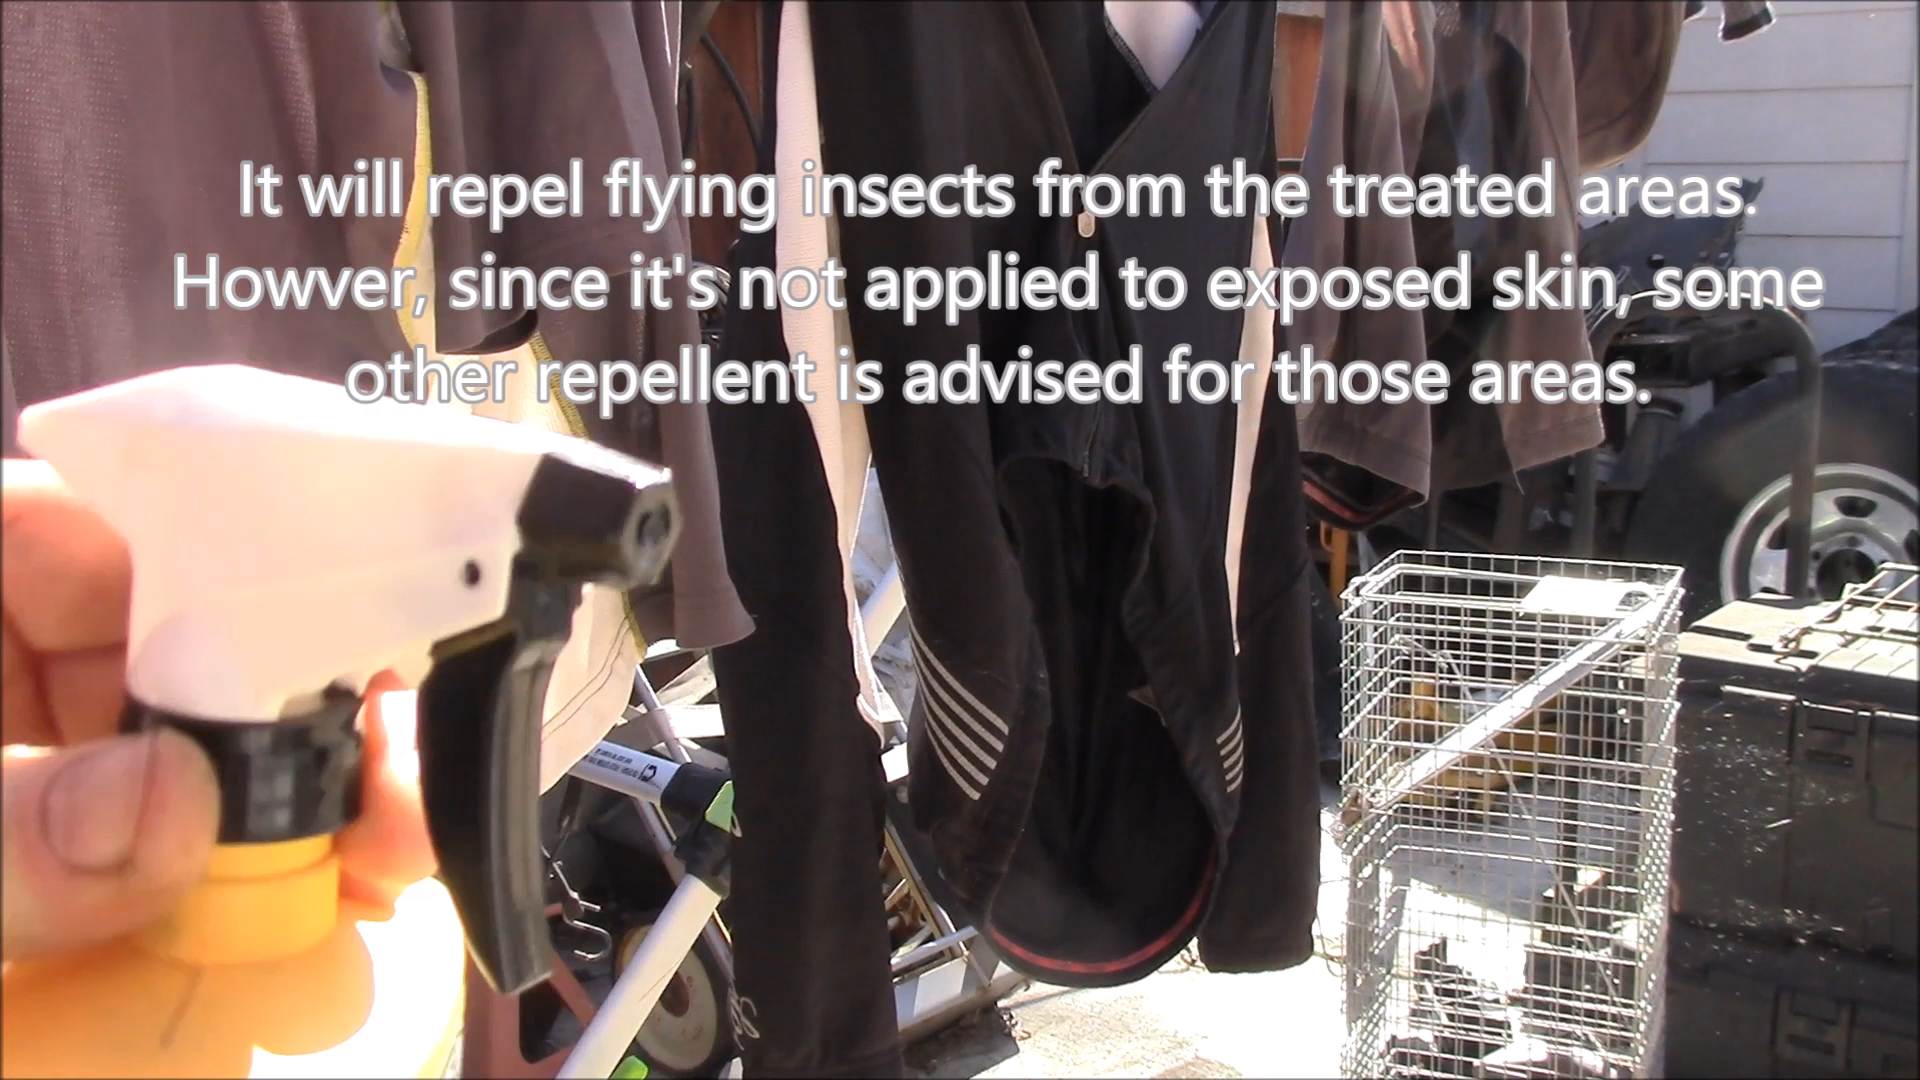 It will repel flying insects from the treated areas.
Howver, since it's not applied to exposed skin, some
other repellent is advised for those areas.